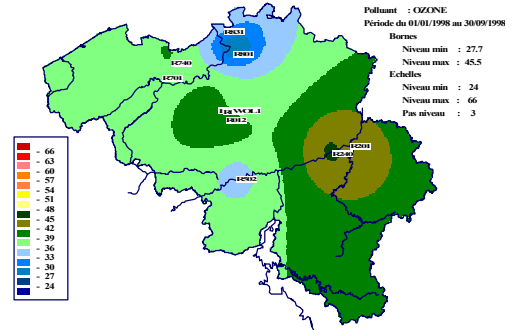 Polluant : OZONE
Période du 01/01/1998 au 30/09/1998
Bornes
Niveau min : 27.7
Niveau max : 45.5
Echelles
Niveau min : 24
Niveau max : 66
Pas niveau : 3
R831
R801
R740
R701
R012
R201
R240
R502
- 66
- 63
- 60
- 57
- 54
- 51
- 48
- 45
- 42
- 39
- 36
- 33
- 30
- 27
- 24